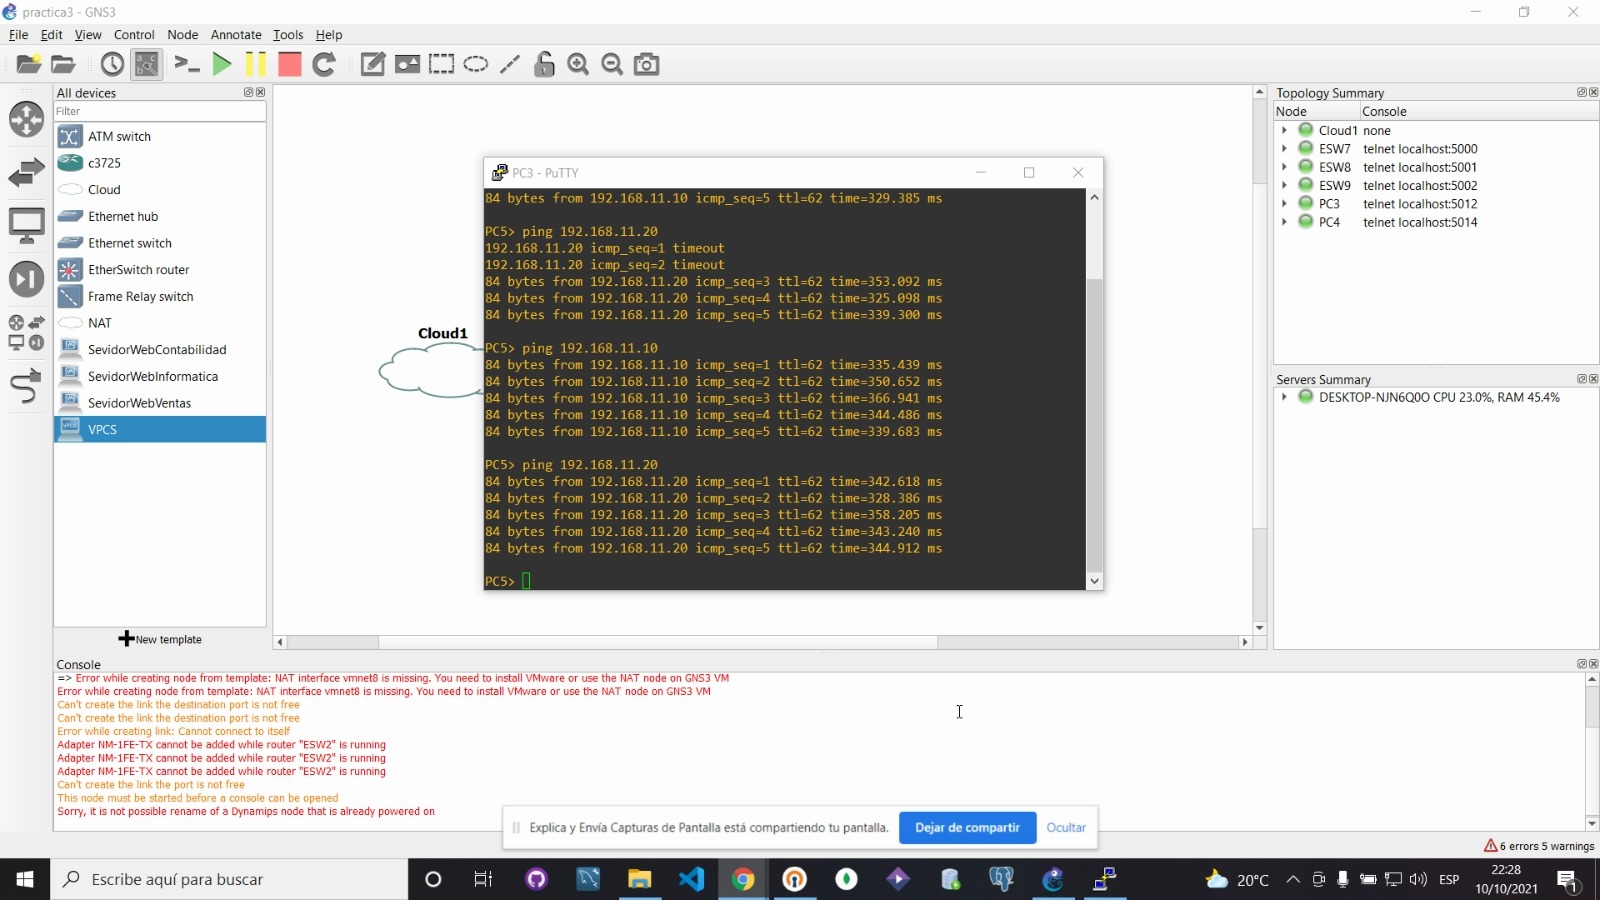 practica3 - GNS3
File Edit View Control Node Annotate Tools Help
All devices
Filter
ATM switch
c3725
Cloud
Ethernet hub
Ethernet switch
EtherSwitch router
Frame Relay switch
NAT
SevidorWebContabilidad
SevidorWebInformatica
SevidorWebVentas
VPCS
New template
Cloud1
PC3 - PuTTY
84 bytes from 192.168.11.10 icmp_seq=5 ttl=62 time=329.385 ms
PC5> ping 192.168.11.20
192.168.11.20 icmp_seq=1 timeout
192.168.11.20 icmp_seq=2 timeout
84 bytes from 192.168.11.20 icmp_seq=3 ttl=62 time=353.092 ms
84 bytes from 192.168.11.20 icmp_seq=4 ttl=62 time=325.098 ms
84 bytes from 192.168.11.20 icmp_seq=5 ttl=62 time=339.300 ms
PC5> ping 192.168.11.10
84 bytes from 192.168.11.10 icmp_seq=1 ttl=62 time=335.439 ms
84 bytes from 192.168.11.10 icmp_seq=2 ttl=62 time=350.652 ms
84 bytes from 192.168.11.10 icmp_seq=3 ttl=62 time=366.941 ms
84 bytes from 192.168.11.10 icmp_seq=4 ttl=62 time=344.486 ms
84 bytes from 192.168.11.10 icmp_seq=5 ttl=62 time=339.683 ms
PC5> ping 192.168.11.20
84 bytes from 192.168.11.20 icmp_seq=1 ttl=62 time=342.618 ms
84 bytes from 192.168.11.20 icmp_seq=2 ttl=62 time=328.386 ms
84 bytes from 192.168.11.20 icmp_seq=3 ttl=62 time=358.205 ms
84 bytes from 192.168.11.20 icmp_seq=4 ttl=62 time=343.240 ms
84 bytes from 192.168.11.20 icmp_seq=5 ttl=62 time=344.912 ms
PC5>
Topology Summary
Node Console
Cloud1 none
ESW7 telnet localhost:5000
ESW8 telnet localhost:5001
ESW9 telnet localhost:5002
PC3 telnet localhost:5012
PC4 telnet localhost:5014
Servers Summary
DESKTOP-NJN6Q0O CPU 23.0%, RAM 45.4%
Console
=> Error while creating node from template: NAT interface vmnet8 is missing. You need to install VMware or use the NAT node on GNS3 VM
Error while creating node from template: NAT interface vmnet8 is missing. You need to install VMware or use the NAT node on GNS3 VM
Can't create the link the destination port is not free
Can't create the link the destination port is not free
Error while creating link: Cannot connect to itself
Adapter NM-1FE-TX cannot be added while router "ESW2" is running
Adapter NM-1FE-TX cannot be added while router "ESW2" is running
Adapter NM-1FE-TX cannot be added while router "ESW2" is running
Can't create the link the port is not free
This node must be started before a console can be opened
Sorry, it is not possible rename of a Dynamips node that is already powered on
Explica y Envía Capturas de Pantalla está compartiendo tu pantalla.
Dejar de compartir
Ocultar
6 errors 5 warnings
Escribe aquí para buscar
20°C
ESP
22:28
10/10/2021
1